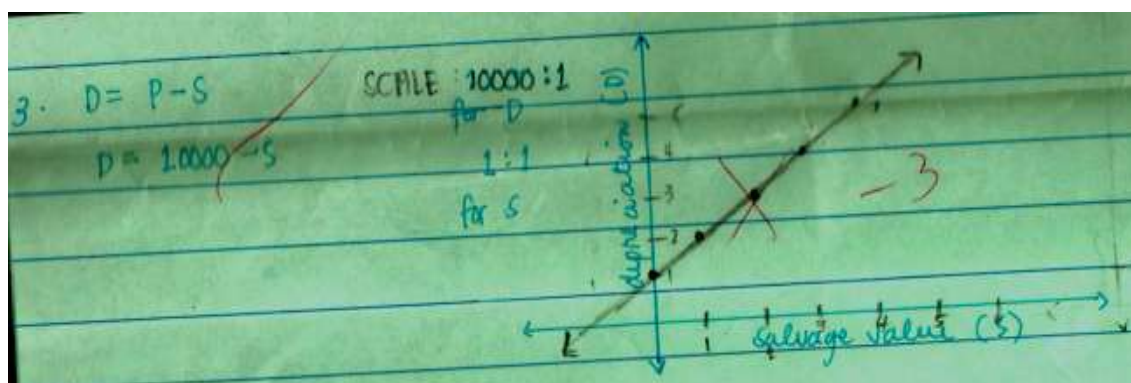 3. D = P - S
SCALE : 10000 : 1
for D
D = 10000 - S
1 : 1
for S
depreciation (D)
5
4
3
2
1
- 3
1 2 3 4 5
salvage value (S)